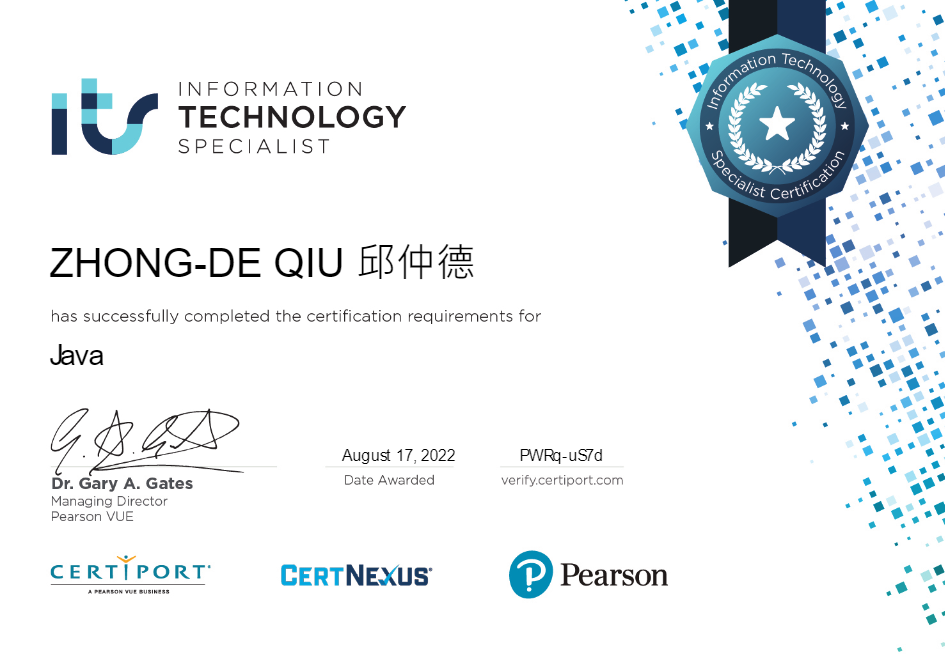 its
INFORMATION
TECHNOLOGY
SPECIALIST
Information Technology
Specialist Certification
ZHONG-DE QIU 邱仲德
has successfully completed the certification requirements for
Java
August 17, 2022
PWRq-uS7d
Dr. Gary A. Gates
Date Awarded
verify.certiport.com
Managing Director
Pearson VUE
CERTIPORT®
A PEARSON VUE BUSINESS
CERTNEXUS®
P Pearson